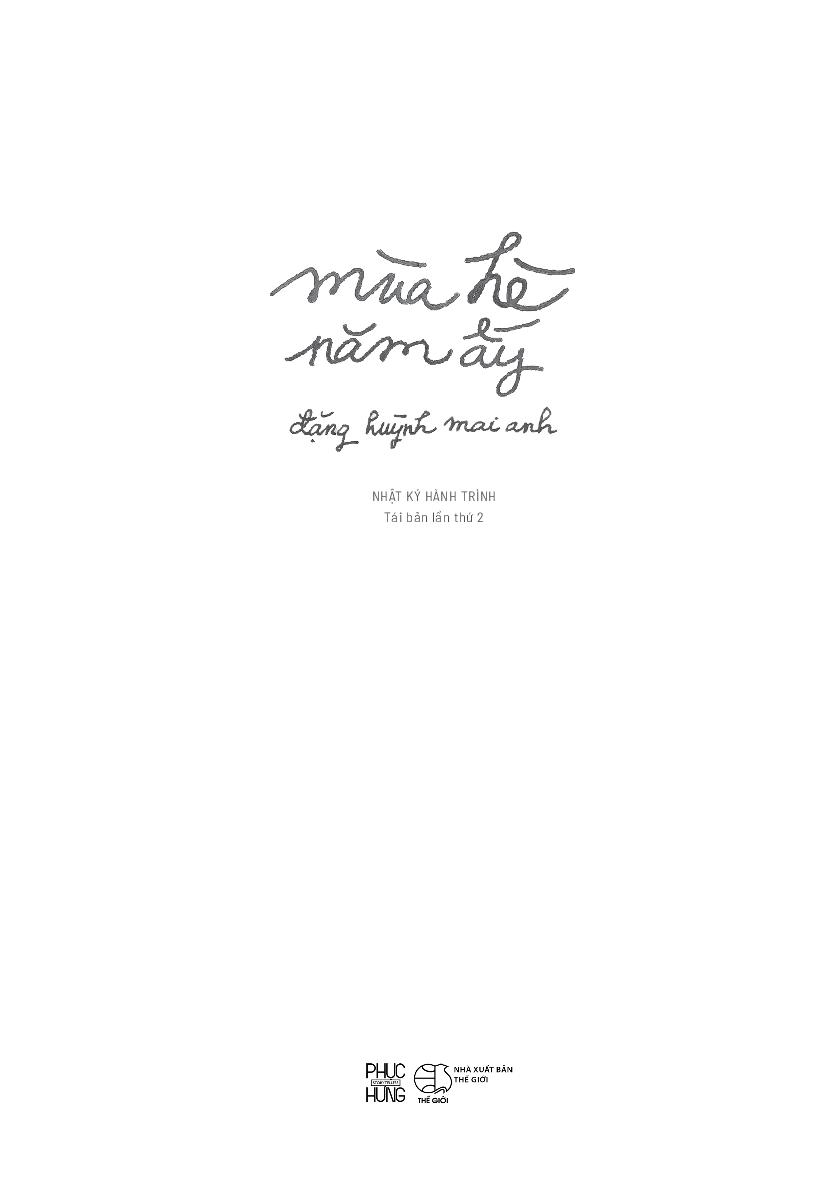 mùa hè
năm ấy
đặng huỳnh mai anh
NHẬT KÝ HÀNH TRÌNH
Tái bản lần thứ 2
PHUC
STORYTELLER
HUNG
THẾ GIỚI
NHÀ XUẤT BẢN
THẾ GIỚI